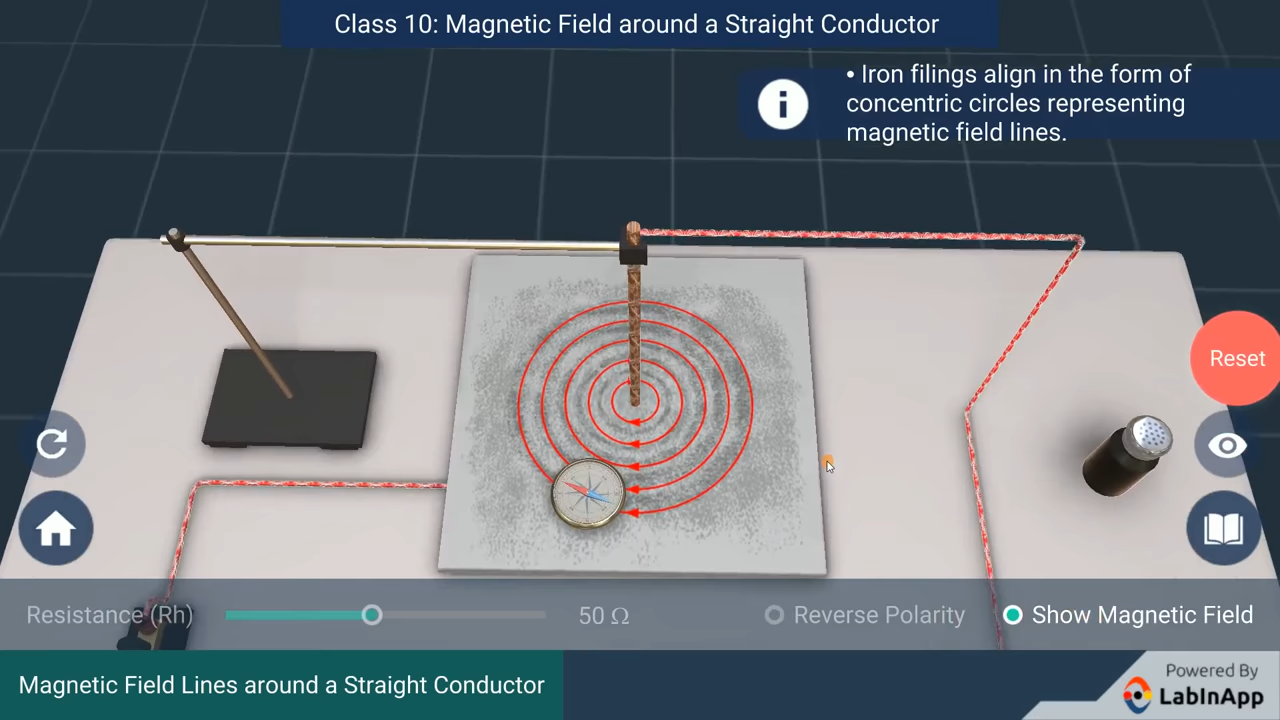 Class 10: Magnetic Field around a Straight Conductor
• Iron filings align in the form of
concentric circles representing
magnetic field lines.
Reset
Resistance (Rh)
50 Ω
Reverse Polarity
Show Magnetic Field
Magnetic Field Lines around a Straight Conductor
Powered By
LabInApp